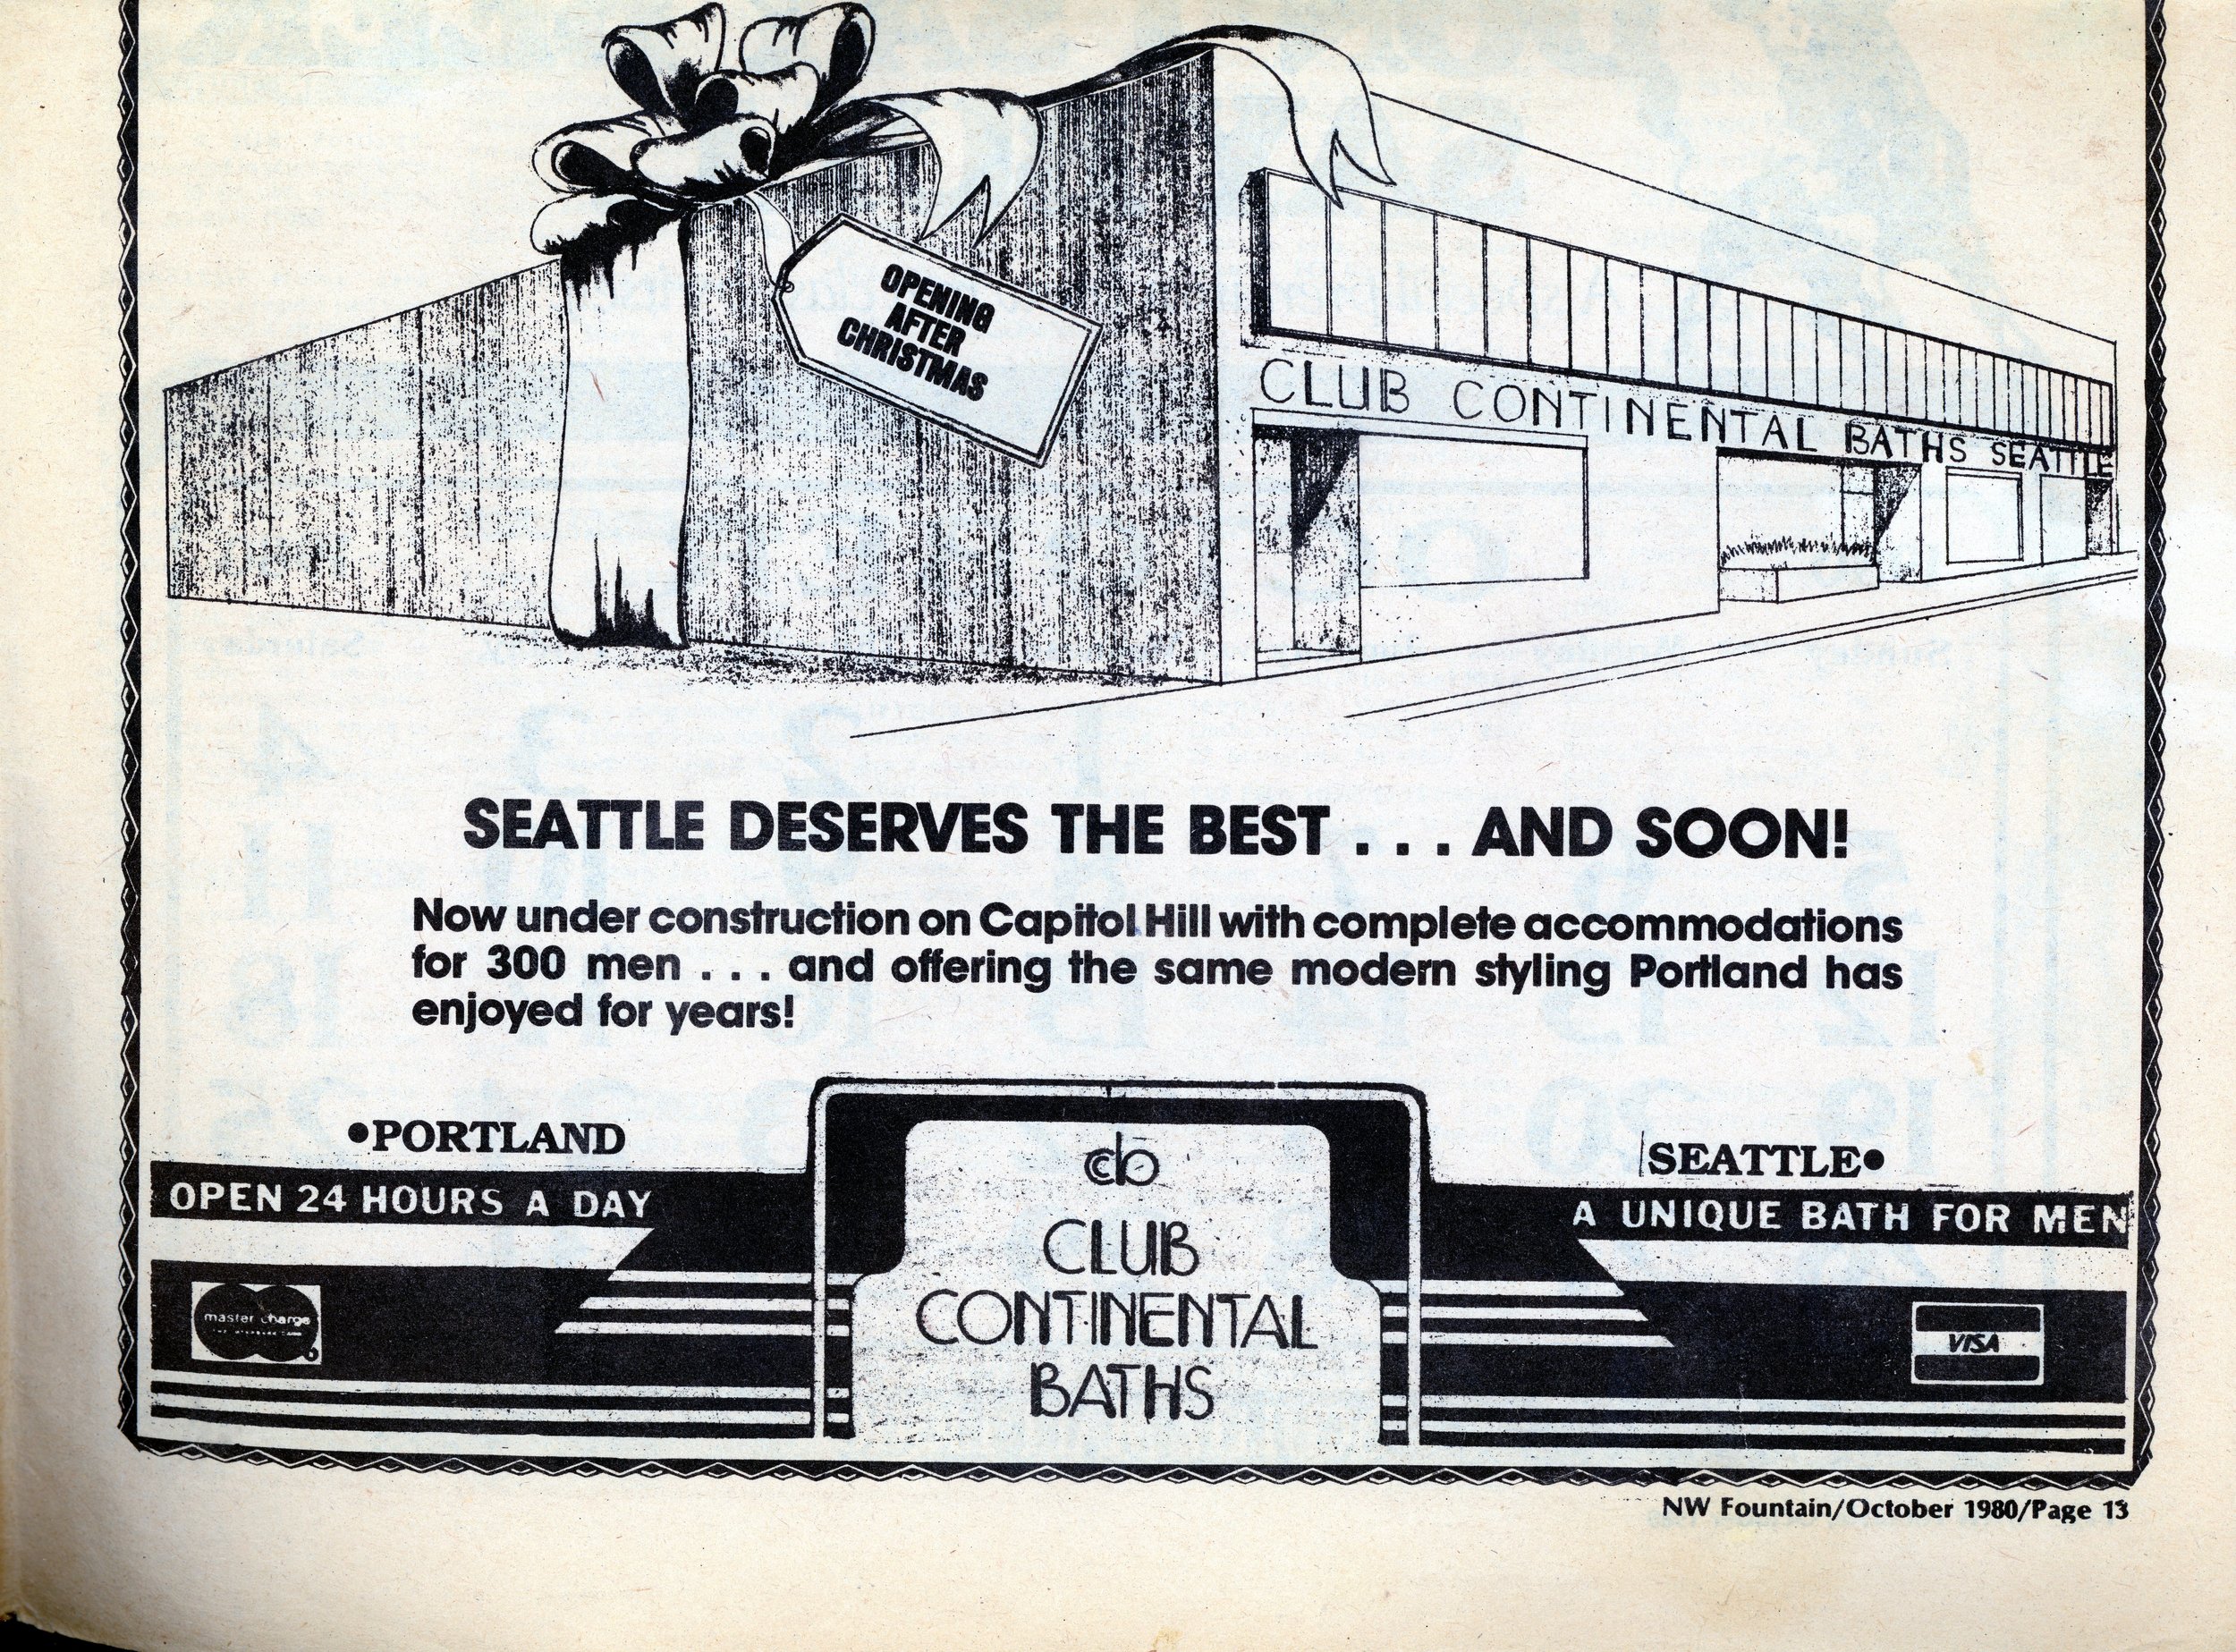 OPENING
AFTER
CHRISTMAS
CLUB CONTINENTAL BATHS SEATTLE
SEATTLE DESERVES THE BEST . . . AND SOON!
Now under construction on Capitol Hill with complete accommodations
for 300 men . . . and offering the same modern styling Portland has
enjoyed for years!
•PORTLAND
OPEN 24 HOURS A DAY
master charge
ccb
CLUB
CONTINENTAL
BATHS
SEATTLE•
A UNIQUE BATH FOR MEN
VISA
NW Fountain/October 1980/Page 13